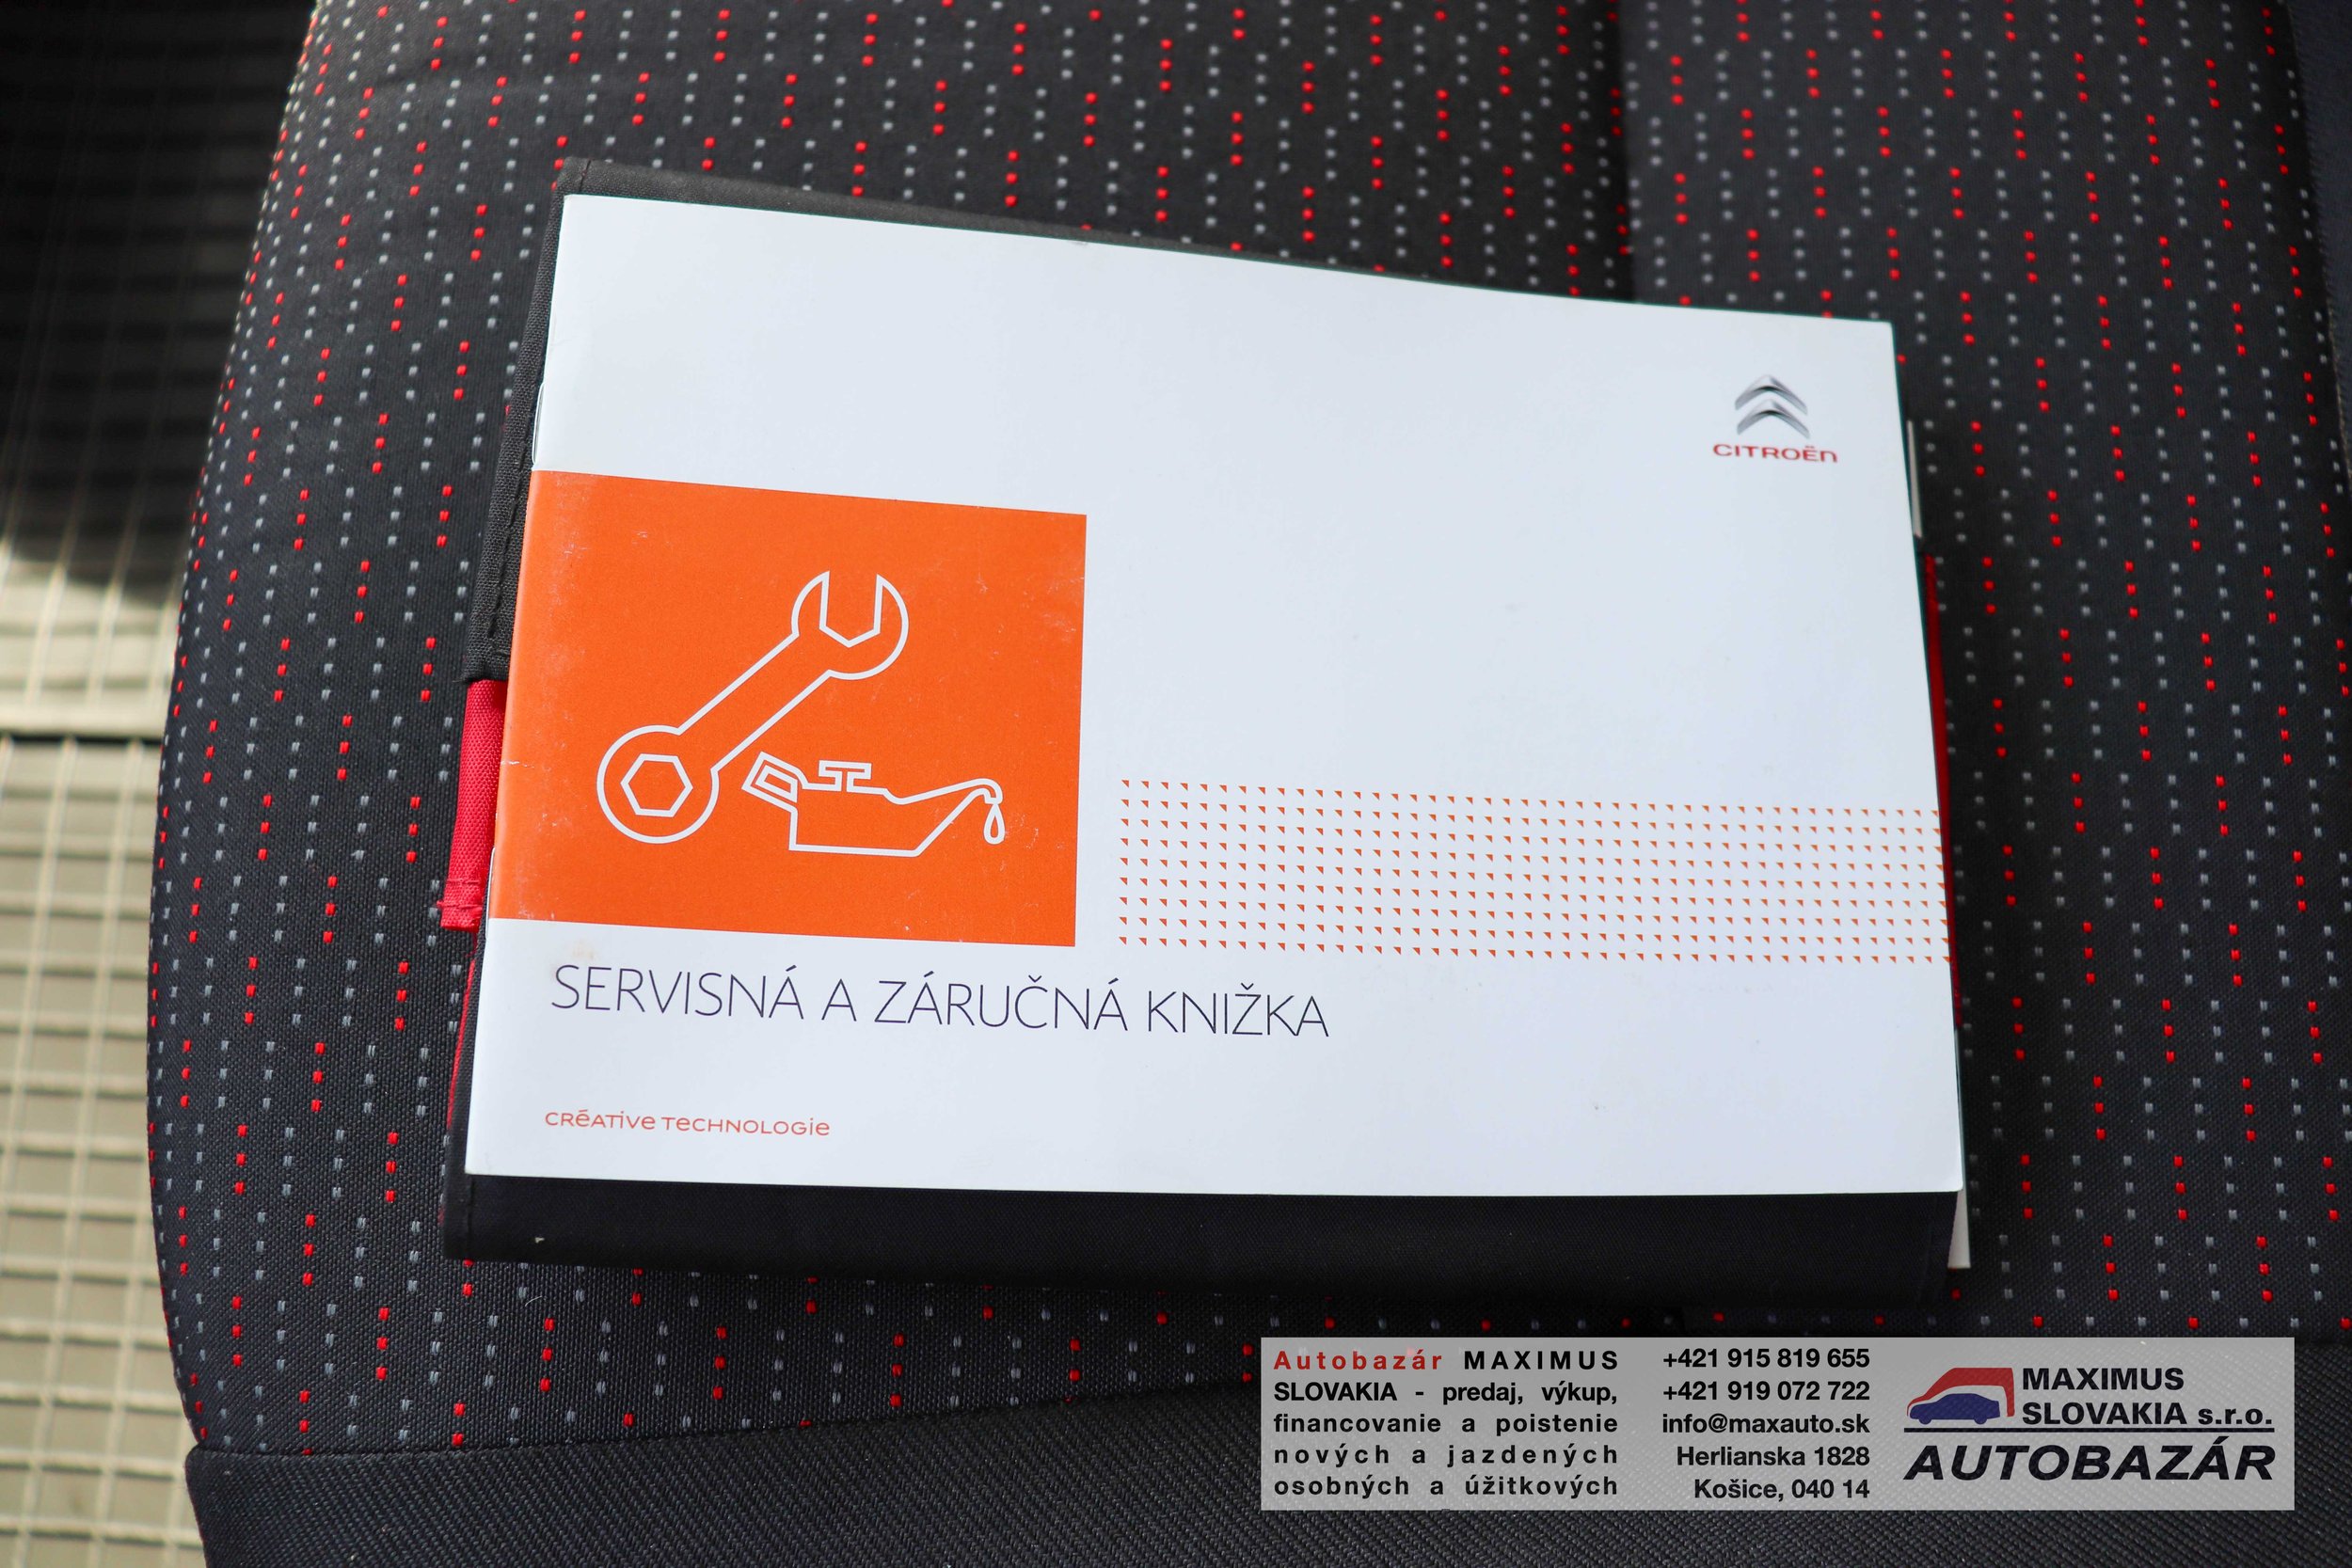 CITROËN
SERVISNÁ A ZÁRUČNÁ KNIŽKA
CRÉATIVE TECHNOLOGIE
Autobazár MAXIMUS
SLOVAKIA - predaj, výkup,
financovanie a poistenie
nových a jazdených
osobných a úžitkových
+421 915 819 655
+421 919 072 722
info@maxauto.sk
Herlianska 1828
Košice, 040 14
MAXIMUS
SLOVAKIA s.r.o.
AUTOBAZÁR